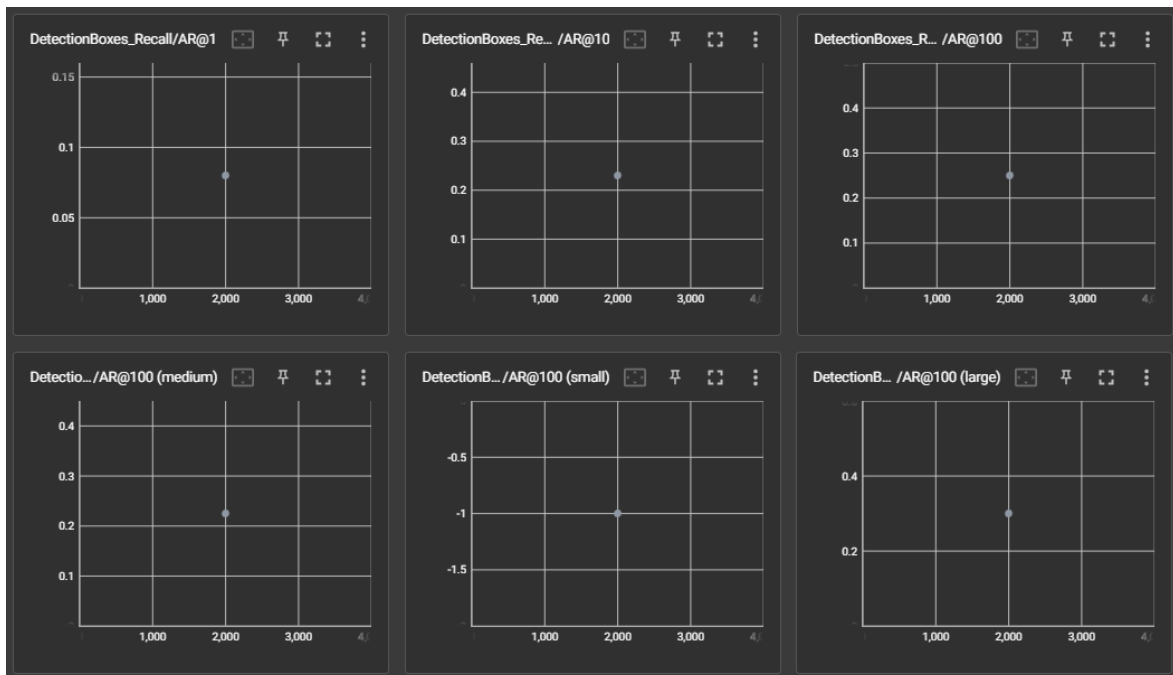 DetectionBoxes_Recall/AR@1
0.15
0.1
0.05
1,000 2,000 3,000
DetectionBoxes_Re... /AR@10
0.4
0.3
0.2
0.1
1,000 2,000 3,000
DetectionBoxes_R... /AR@100
0.4
0.3
0.2
0.1
1,000 2,000 3,000
Detectio.../AR@100 (medium)
0.4
0.3
0.2
0.1
1,000 2,000 3,000
DetectionB.../AR@100 (small)
-0.5
-1
-1.5
1,000 2,000 3,000
DetectionB... /AR@100 (large)
0.4
0.2
1,000 2,000 3,000